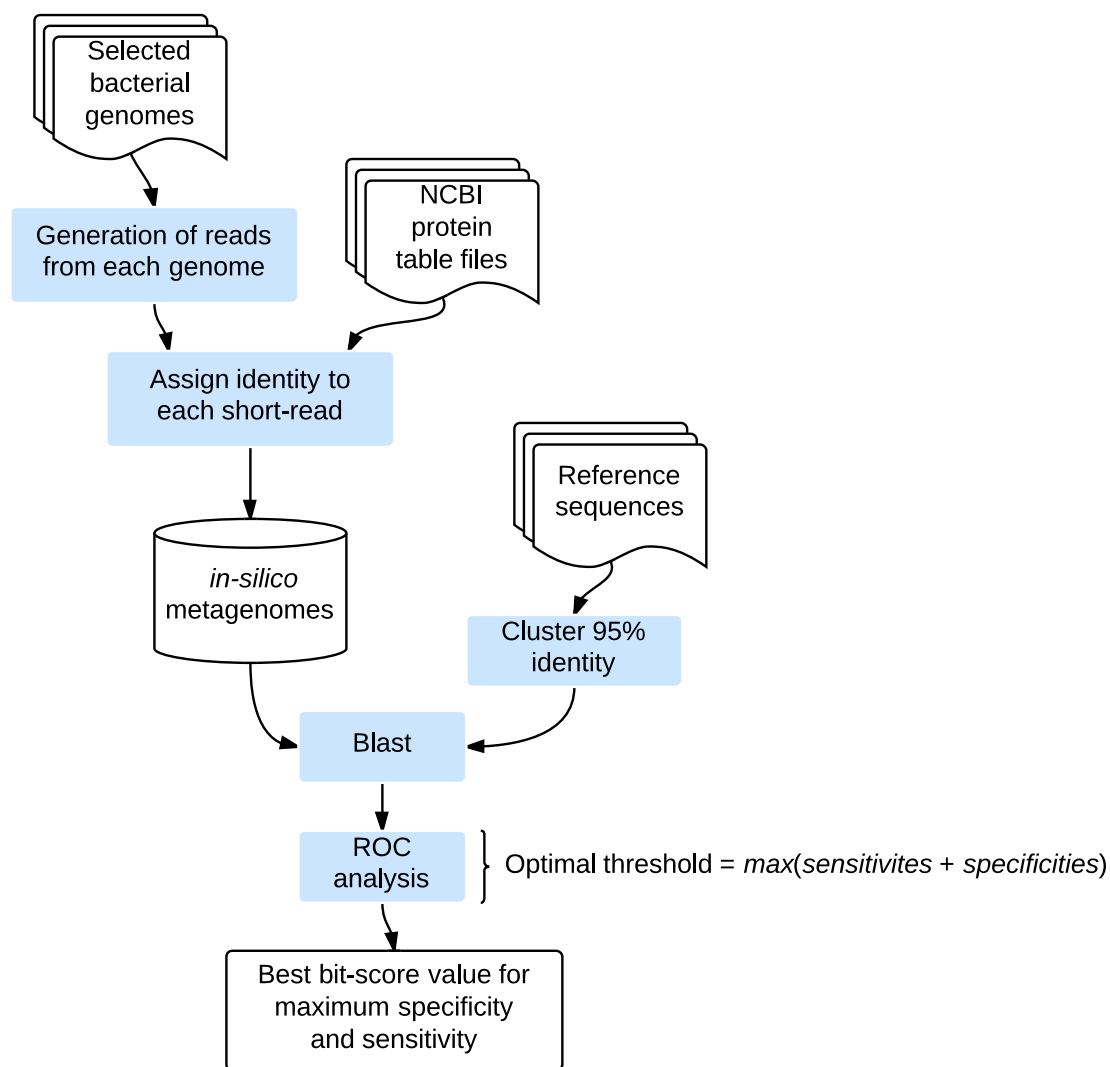 Selected
bacterial
genomes
NCBI
protein
table files
Generation of reads
from each genome
Assign identity to
each short-read
Reference
sequences
in-silico
metagenomes
Cluster 95%
identity
Blast
ROC
analysis
Optimal threshold = max(sensitivites + specificities)
Best bit-score value for
maximum specificity
and sensitivity